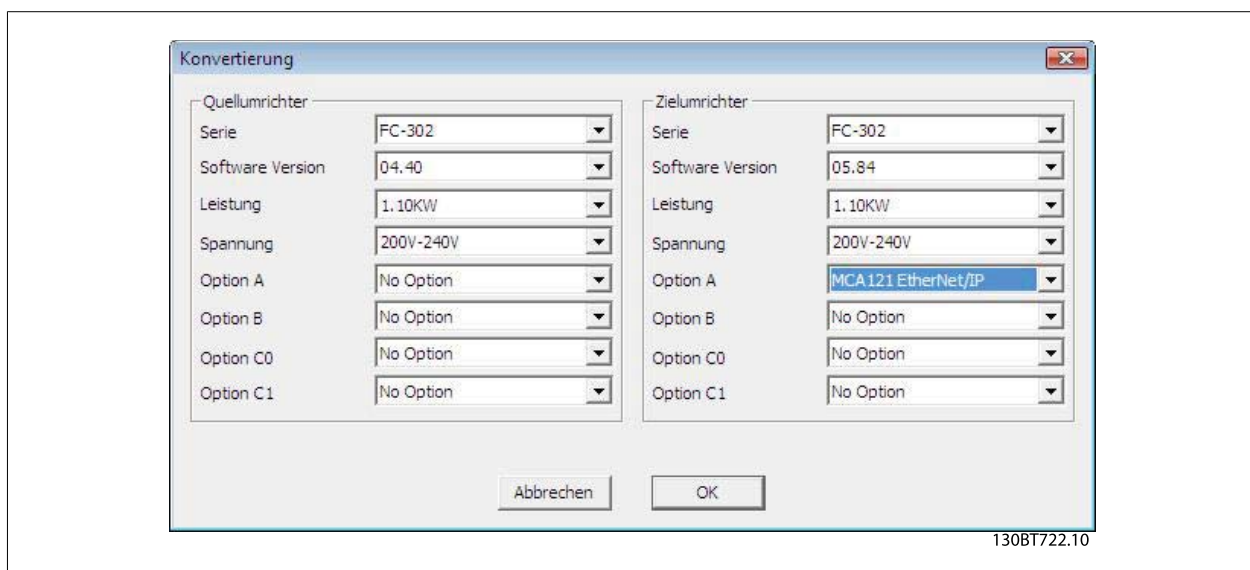 Konvertierung
Quellumrichter
Serie FC-302
Software Version 04.40
Leistung 1.10KW
Spannung 200V-240V
Option A No Option
Option B No Option
Option C0 No Option
Option C1 No Option
Zielumrichter
Serie FC-302
Software Version 05.84
Leistung 1.10KW
Spannung 200V-240V
Option A MCA121 EtherNet/IP
Option B No Option
Option C0 No Option
Option C1 No Option
Abbrechen OK
130BT722.10